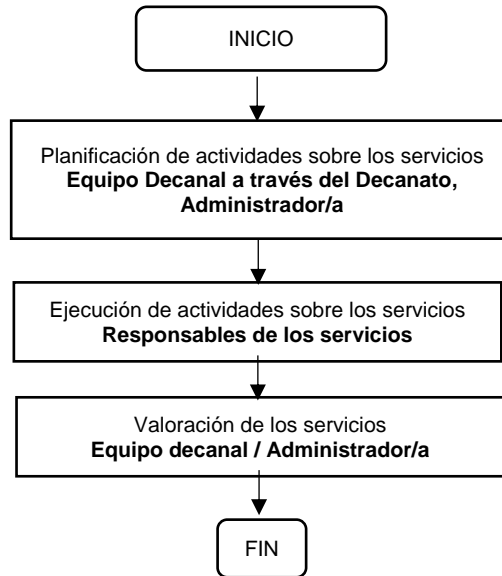 INICIO
Planificación de actividades sobre los servicios
Equipo Decanal a través del Decanato,
Administrador/a
Ejecución de actividades sobre los servicios
Responsables de los servicios
Valoración de los servicios
Equipo decanal / Administrador/a
FIN